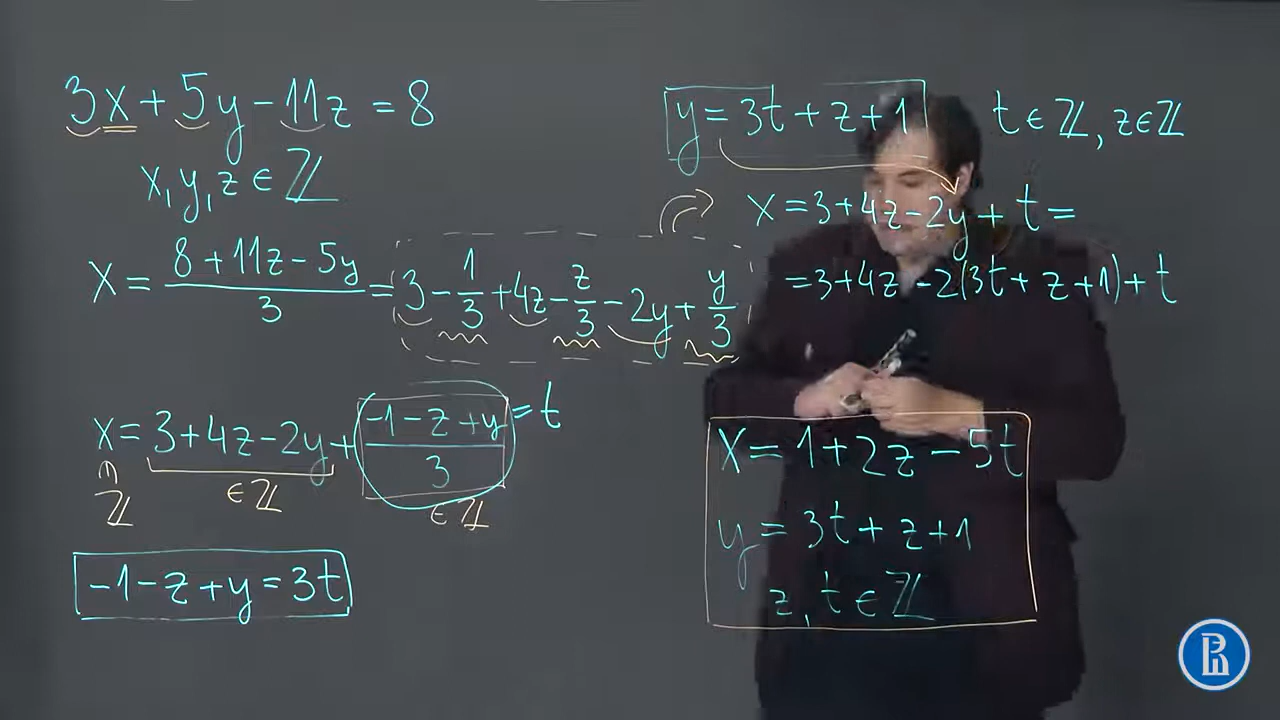 3x + 5y - 11z = 8
x, y, z ∈ ℤ
x = (8 + 11z - 5y)/3 = 3 - 1/3 + 4z - z/3 - 2y + y/3
x = 3 + 4z - 2y + (-1 - z + y)/3 = t
ℤ ∈ℤ ∈ℤ
-1 - z + y = 3t
y = 3t + z + 1 t ∈ ℤ, z ∈ ℤ
x = 3 + 4z - 2y + t =
= 3 + 4z - 2(3t + z + 1) + t
x = 1 + 2z - 5t
y = 3t + z + 1
z, t ∈ ℤ